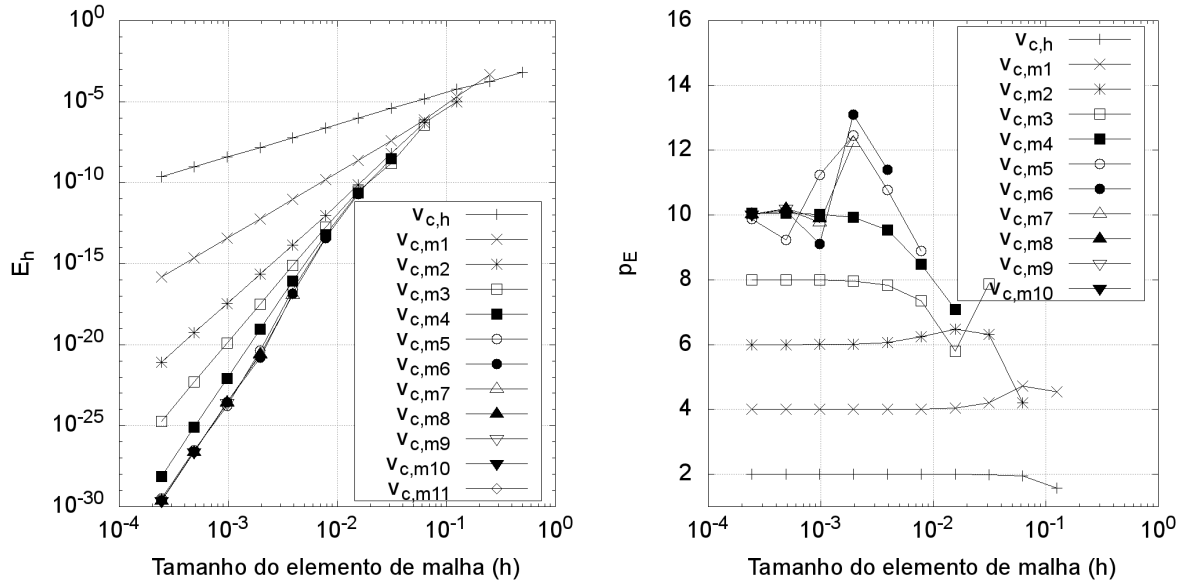 10^0
10^-5
10^-10
10^-15
10^-20
10^-25
10^-30
E_h
v_c,h
v_c,m1
v_c,m2
v_c,m3
v_c,m4
v_c,m5
v_c,m6
v_c,m7
v_c,m8
v_c,m9
v_c,m10
v_c,m11
10^-4 10^-3 10^-2 10^-1 10^0
Tamanho do elemento de malha (h)
16
14
12
10
8
6
4
2
p_E
v_c,h
v_c,m1
v_c,m2
v_c,m3
v_c,m4
v_c,m5
v_c,m6
v_c,m7
v_c,m8
v_c,m9
v_c,m10
10^-4 10^-3 10^-2 10^-1 10^0
Tamanho do elemento de malha (h)